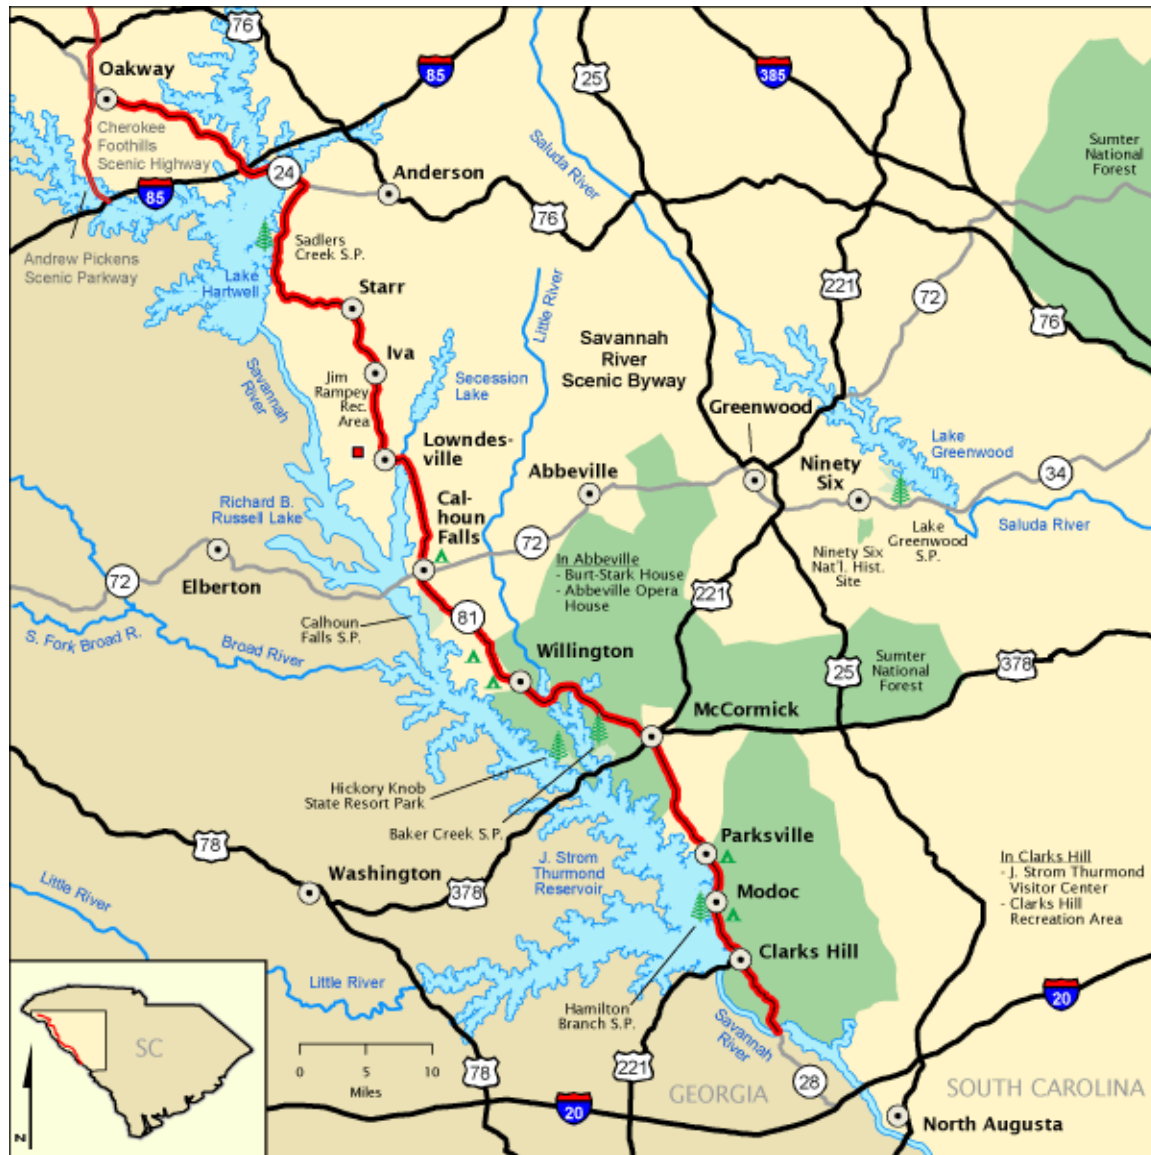 76
Oakway
85
25
385
Cherokee
Foothills
Scenic Highway
Saluda River
Sumter
National
Forest
24
Anderson
85
76
Andrew Pickens
Scenic Parkway
Sadlers
Creek S.P.
Lake
Hartwell
Starr
Little River
221
72
76
Savannah
River
Scenic Byway
Iva
Savannah
River
Jim
Rampey
Rec.
Area
Secession
Lake
Greenwood
Lowndes-
ville
Lake
Greenwood
Abbeville
Ninety
Six
34
Richard B.
Russell Lake
Cal-
houn
Falls
Saluda River
Lake
Greenwood
S.P.
72
In Abbeville
- Burt-Stark House
- Abbeville Opera
House
Ninety Six
Nat'l. Hist.
Site
72
Elberton
221
81
Calhoun
Falls S.P.
S. Fork Broad R.
Broad River
Willington
25
Sumter
National
Forest
378
McCormick
Hickory Knob
State Resort Park
Baker Creek S.P.
78
Parksville
Washington
J. Strom
Thurmond
Reservoir
378
In Clarks Hill
- J. Strom Thurmond
Visitor Center
- Clarks Hill
Recreation Area
Little River
Modoc
Clarks Hill
Little River
Hamilton
Branch S.P.
20
Savannah
River
SC
0
10
Miles
78
221
28
GEORGIA
SOUTH CAROLINA
20
North Augusta
N